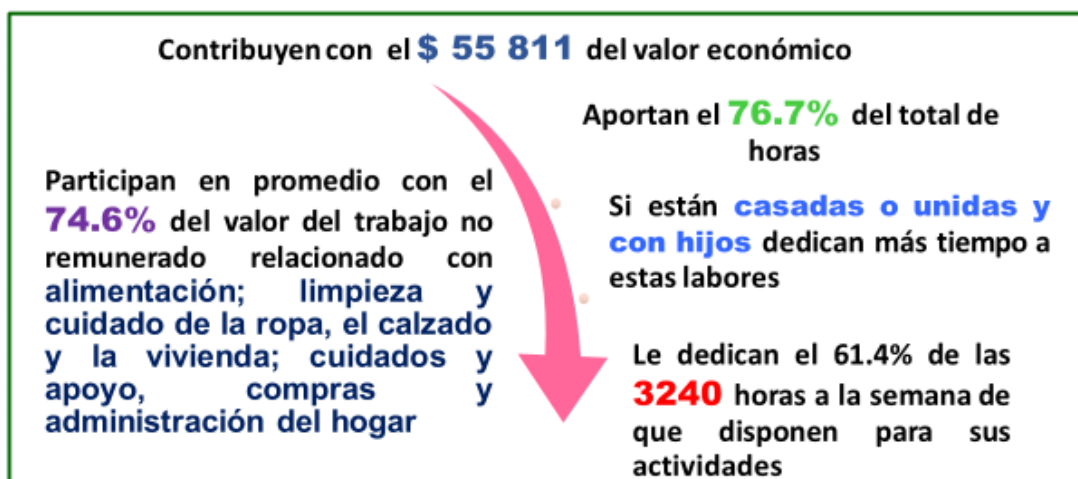 Contribuyen con el $ 55 811 del valor económico
Aportan el 76.7% del total de
horas
Participan en promedio con el
74.6% del valor del trabajo no
remunerado relacionado con
alimentación; limpieza y
cuidado de la ropa, el calzado
y la vivienda; cuidados y
apoyo, compras y
administración del hogar
Si están casadas o unidas y
con hijos dedican más tiempo a
estas labores
Le dedican el 61.4% de las
3240 horas a la semana de
que disponen para sus
actividades